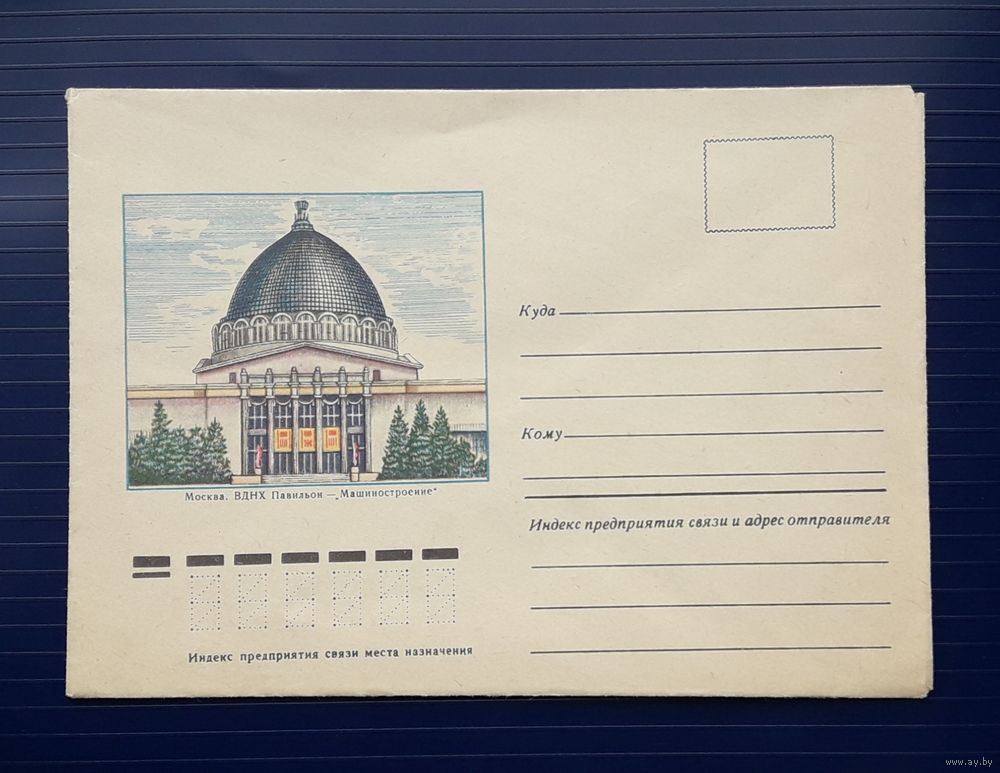 Москва. ВДНХ Павильон — „Машиностроение“
Индекс предприятия связи места назначения
Куда
Кому
Индекс предприятия связи и адрес отправителя
www.ay.by